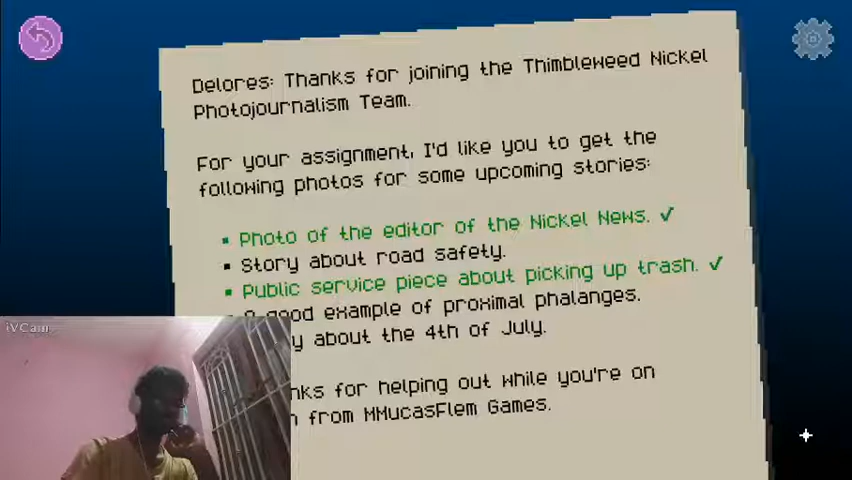 Delores: Thanks for joining the Thimbleweed Nickel
Photojournalism Team.
For your assignment, I'd like you to get the
following photos for some upcoming stories:
▪ Photo of the editor of the Nickel News. ✓
▪ Story about road safety.
▪ Public service piece about picking up trash. ✓
good example of proximal phalanges.
about the 4th of July.
for helping out while you're on
from MMucasFlem Games.
iVCam